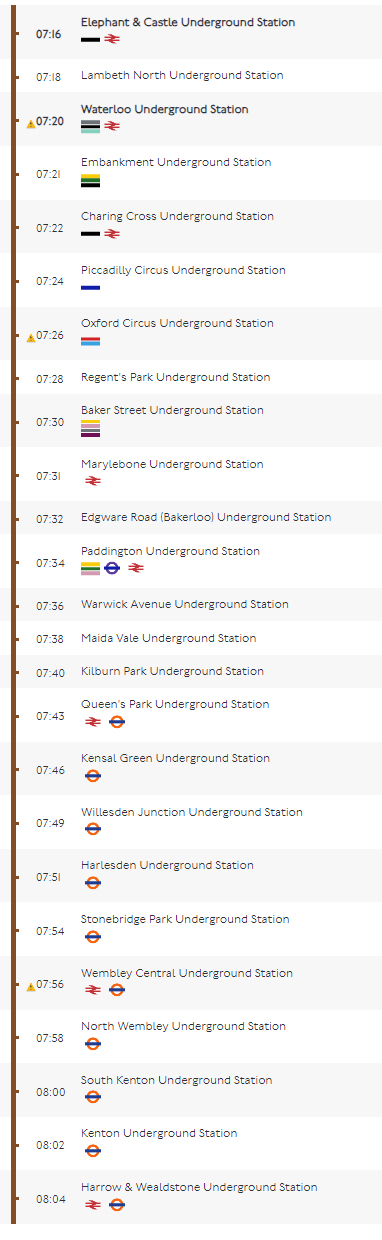 Elephant & Castle Underground Station
07:16
07:18 Lambeth North Underground Station
Waterloo Underground Station
07:20
Embankment Underground Station
07:21
Charing Cross Underground Station
07:22
Piccadilly Circus Underground Station
07:24
Oxford Circus Underground Station
07:26
07:28 Regent's Park Underground Station
Baker Street Underground Station
07:30
Marylebone Underground Station
07:31
07:32 Edgware Road (Bakerloo) Underground Station
Paddington Underground Station
07:34
07:36 Warwick Avenue Underground Station
07:38 Maida Vale Underground Station
07:40 Kilburn Park Underground Station
Queen's Park Underground Station
07:43
Kensal Green Underground Station
07:46
Willesden Junction Underground Station
07:49
Harlesden Underground Station
07:51
Stonebridge Park Underground Station
07:54
Wembley Central Underground Station
07:56
North Wembley Underground Station
07:58
South Kenton Underground Station
08:00
Kenton Underground Station
08:02
Harrow & Wealdstone Underground Station
08:04